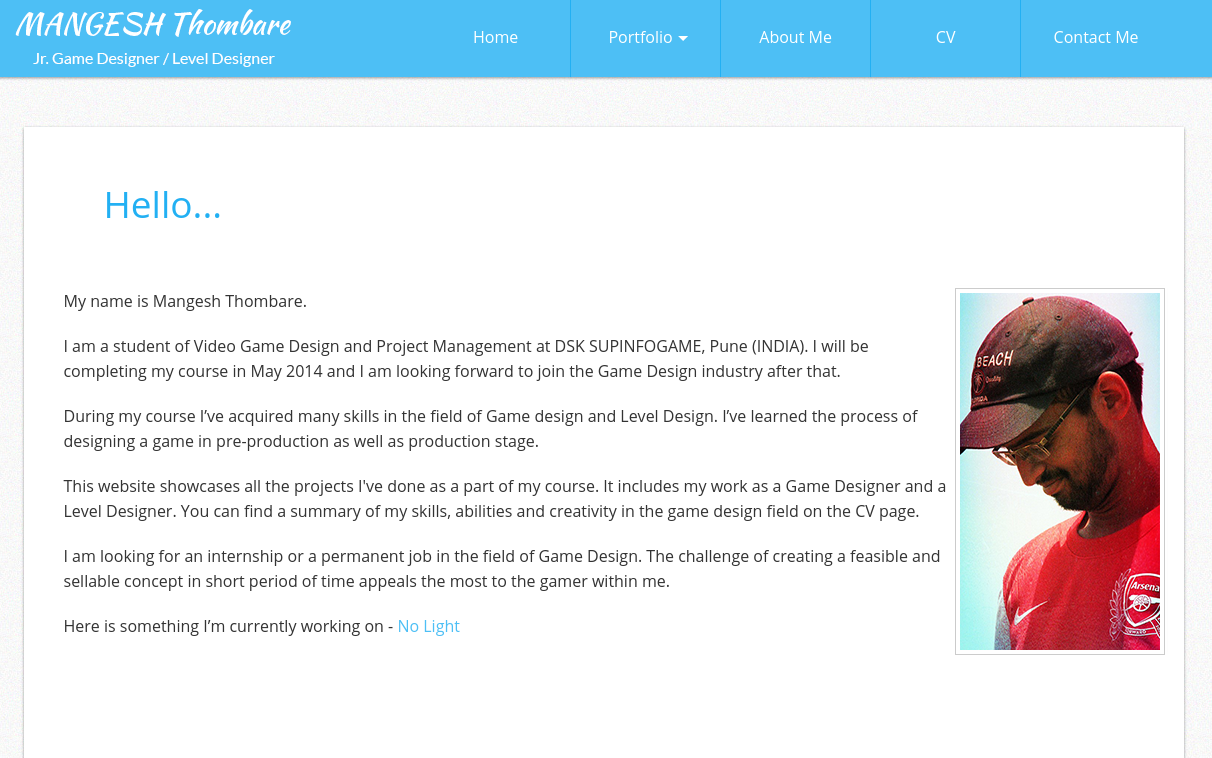 MANGESH Thombare
Jr. Game Designer / Level Designer
Home
Portfolio
About Me
CV
Contact Me
Hello...
My name is Mangesh Thombare.
I am a student of Video Game Design and Project Management at DSK SUPINFOGAME, Pune (INDIA). I will be
completing my course in May 2014 and I am looking forward to join the Game Design industry after that.
During my course I’ve acquired many skills in the field of Game design and Level Design. I’ve learned the process of
designing a game in pre-production as well as production stage.
This website showcases all the projects I've done as a part of my course. It includes my work as a Game Designer and a
Level Designer. You can find a summary of my skills, abilities and creativity in the game design field on the CV page.
I am looking for an internship or a permanent job in the field of Game Design. The challenge of creating a feasible and
sellable concept in short period of time appeals the most to the gamer within me.
Here is something I’m currently working on - No Light
BEACH
Quality
Arsena